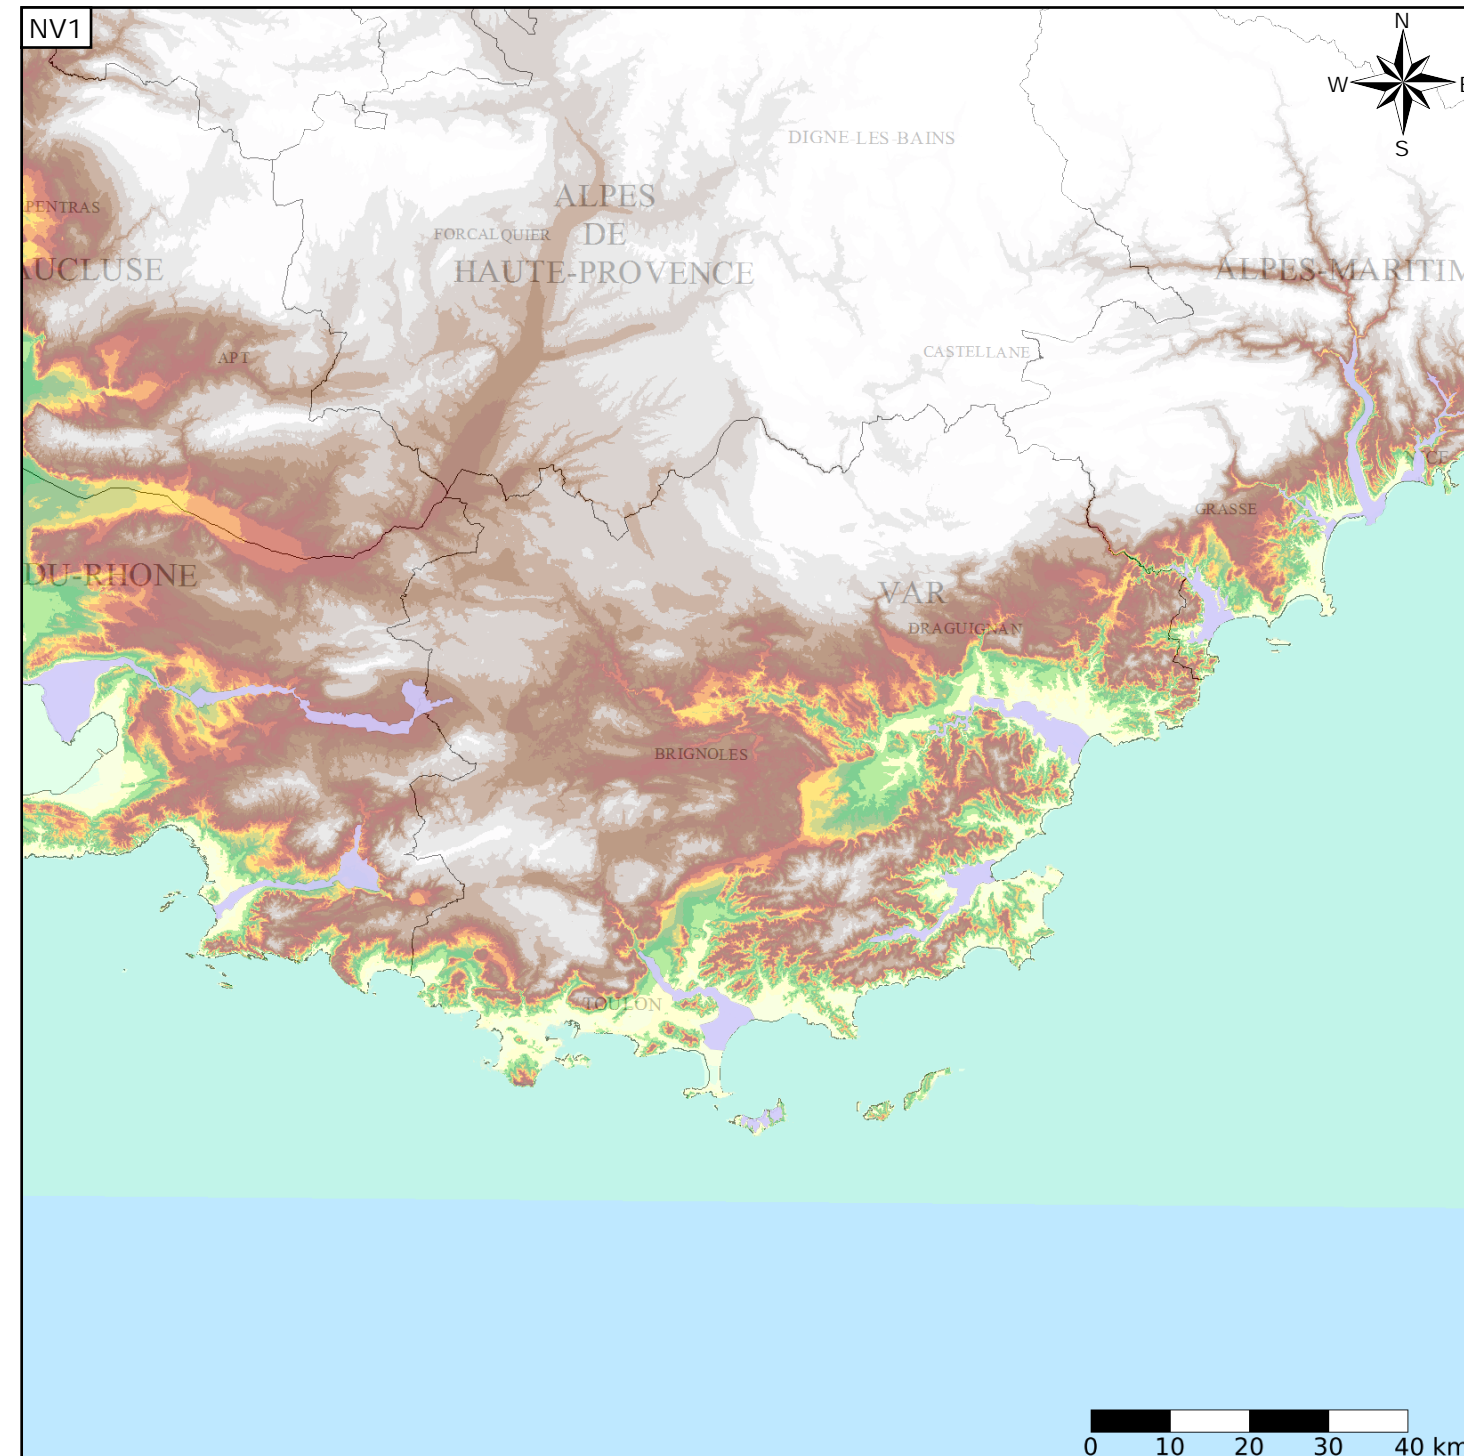 NV1
N
W
E
S
DIGNE-LES-BAINS
ALPES
DE
HAUTE-PROVENCE
PENTRAS
FORCALQUIER
AUCLUSE
ALPES-MARITIM
APT
CASTELLANE
NICE
GRASSE
DU-RHONE
VAR
DRAGUIGNAN
BRIGNOLES
TOULON
0 10 20 30 40 km